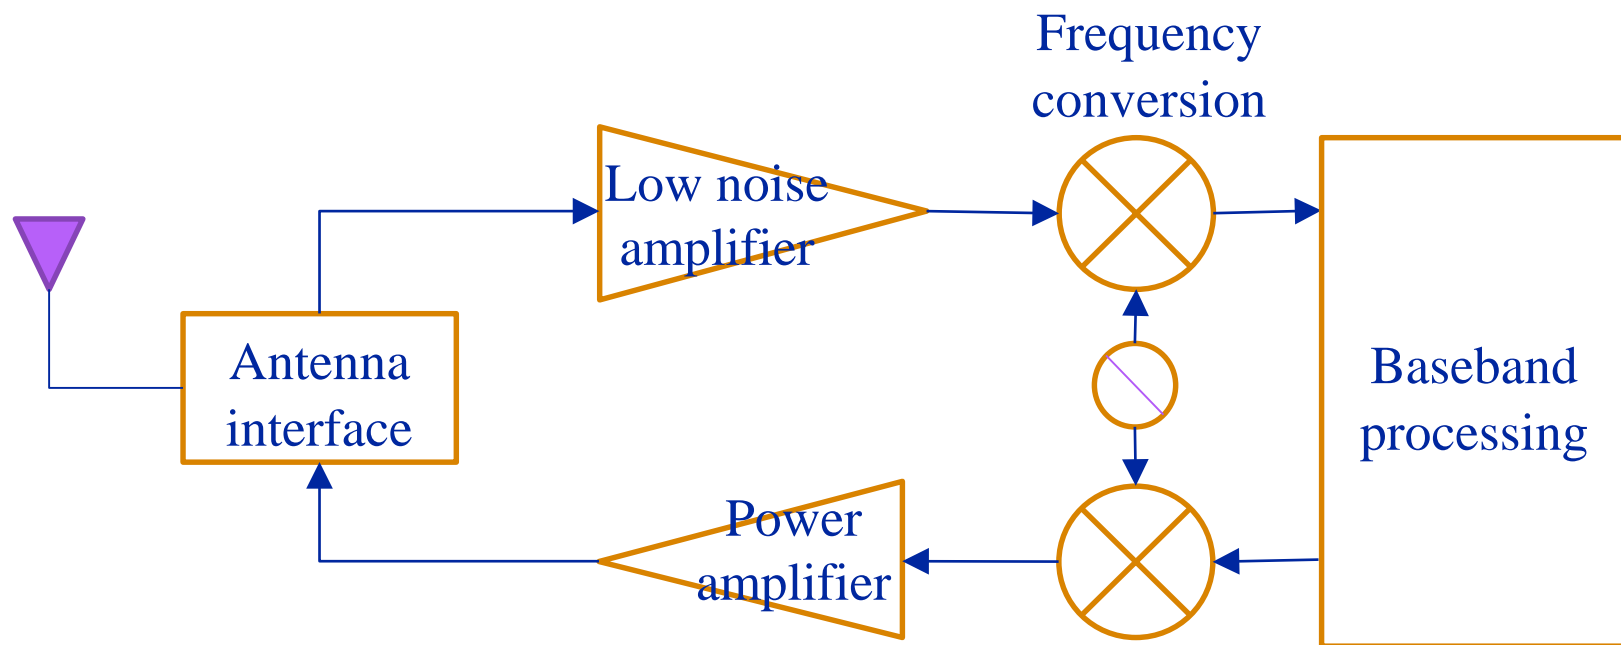 Frequency
conversion
Low noise
amplifier
Antenna
interface
Baseband
processing
Power
amplifier